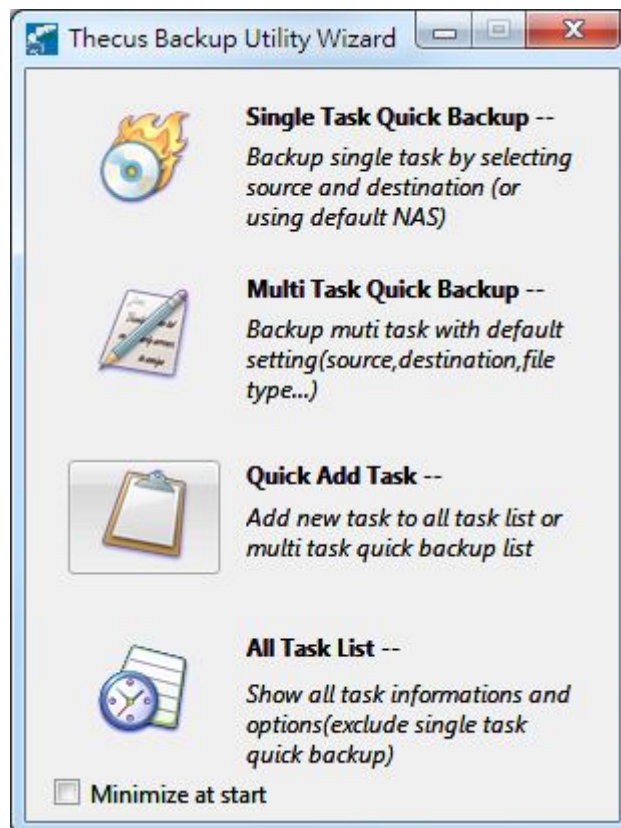 Thecus Backup Utility Wizard
Single Task Quick Backup --
Backup single task by selecting
source and destination (or
using default NAS)
Multi Task Quick Backup --
Backup muti task with default
setting(source,destination,file
type...)
Quick Add Task --
Add new task to all task list or
multi task quick backup list
All Task List --
Show all task informations and
options(exclude single task
quick backup)
Minimize at start